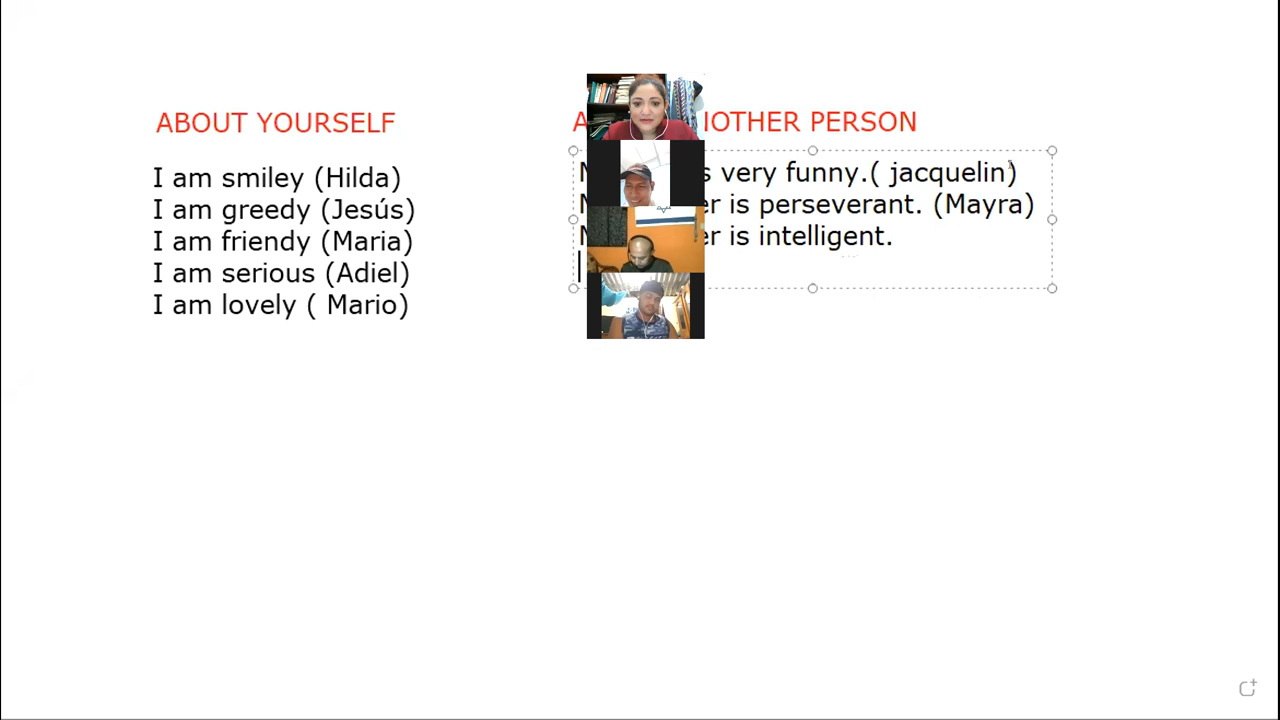 ABOUT YOURSELF
I am smiley (Hilda)
I am greedy (Jesús)
I am friendy (Maria)
I am serious (Adiel)
I am lovely ( Mario)
PERSON
very funny.( jacquelin)
is perseverant. (Mayra)
is intelligent.